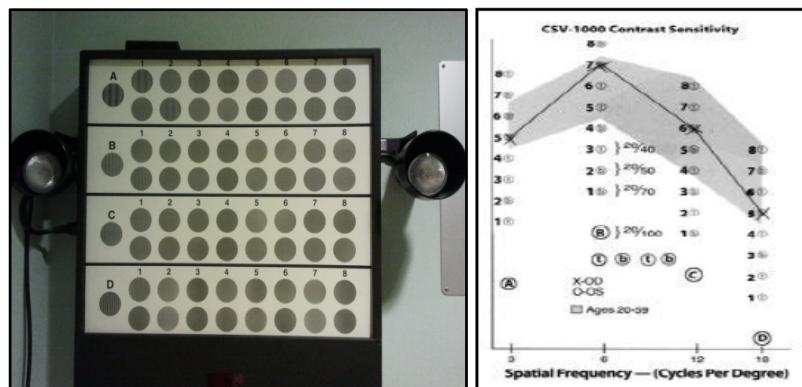 1 2 3 4 5 6 7 8
A
1 2 3 4 5 6 7 8
B
1 2 3 4 5 6 7 8
C
1 2 3 4 5 6 7 8
D
CSV-1000 Contrast Sensitivity
8
8 7 8
7 6 7
6 5 6 8
5 4 5 7
4 3 } 20/40 4 6
3 2 } 20/50 3 5
2 1 } 20/70 2 4
1 B } 20/100 1 3
t b t b
A C 2
X-OD
O-OS
1
Ages 20-59
D
3 6 12 18
Spatial Frequency — (Cycles Per Degree)